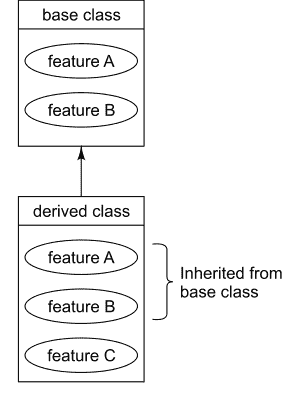 base class
feature A
feature B
derived class
feature A
feature B
feature C
Inherited from
base class